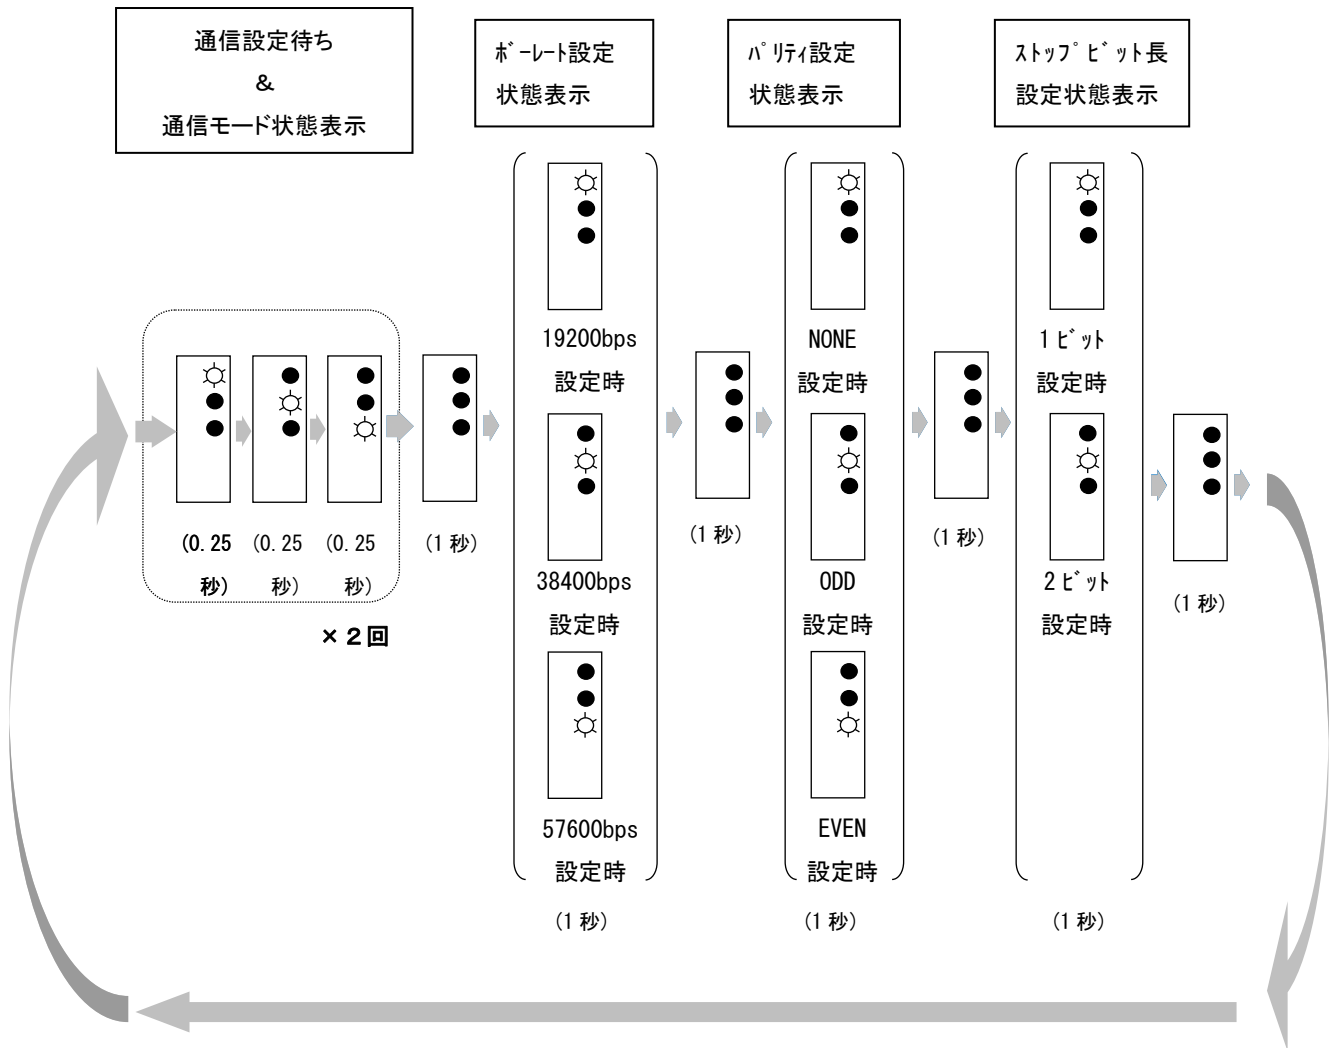 通信設定待ち
＆
通信モード状態表示
ﾎﾞｰﾚｰﾄ設定
状態表示
ﾊﾟﾘﾃｨ設定
状態表示
ｽﾄｯﾌﾟﾋﾞｯﾄ長
設定状態表示
(0.25
秒)
(0.25
秒)
(0.25
秒)
×２回
(1 秒)
19200bps
設定時
38400bps
設定時
57600bps
設定時
(1 秒)
(1 秒)
NONE
設定時
ODD
設定時
EVEN
設定時
(1 秒)
(1 秒)
1 ﾋﾞｯﾄ
設定時
2 ﾋﾞｯﾄ
設定時
(1 秒)
(1 秒)